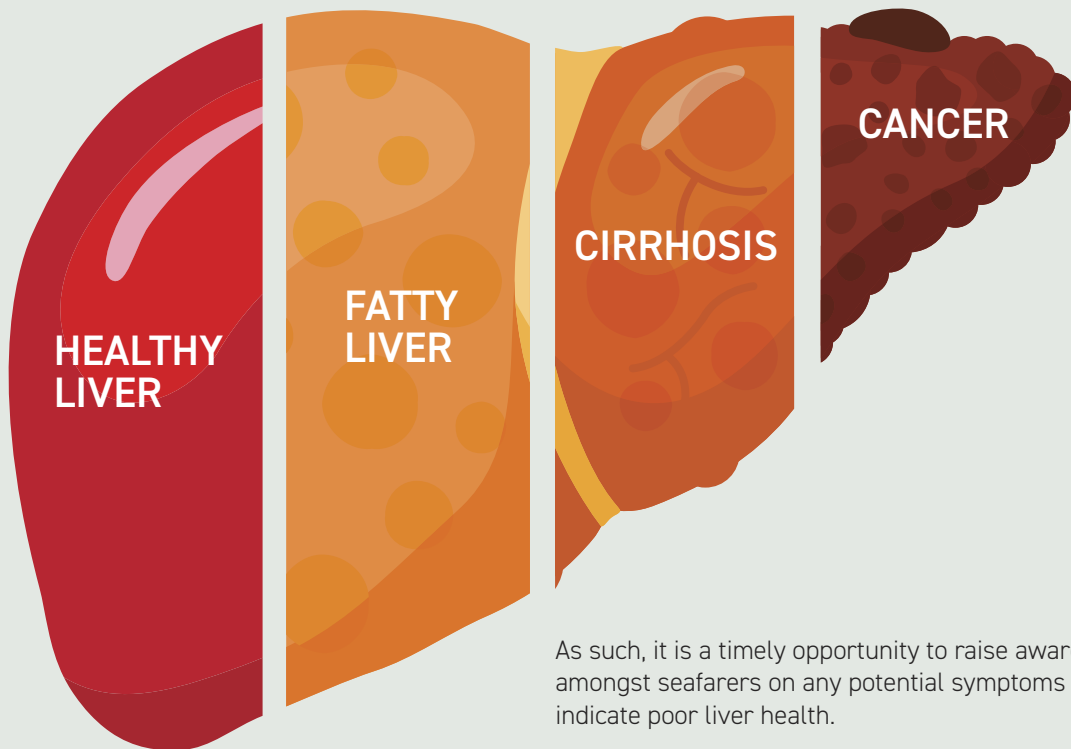 HEALTHY
LIVER
FATTY
LIVER
CIRRHOSIS
CANCER
As such, it is a timely opportunity to raise
amongst seafarers on any potential symptoms
indicate poor liver health.